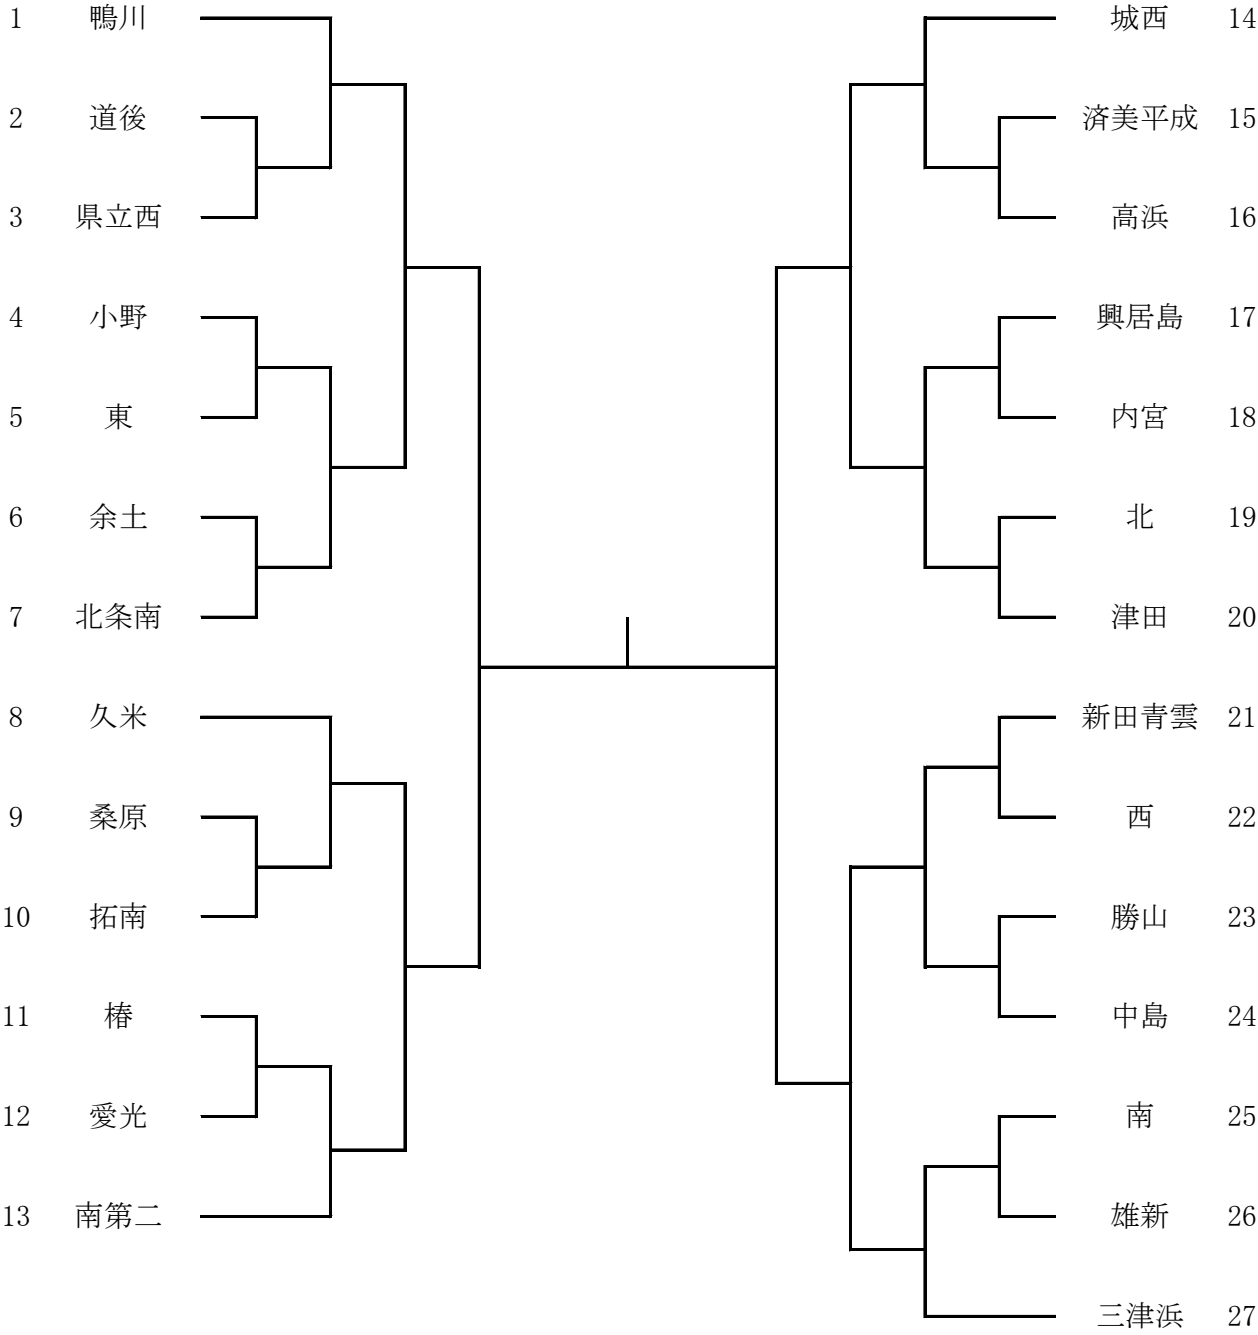 1 鴨川
2 道後
3 県立西
4 小野
5 東
6 余土
7 北条南
8 久米
9 桑原
10 拓南
11 椿
12 愛光
13 南第二
城西 14
済美平成 15
高浜 16
興居島 17
内宮 18
北 19
津田 20
新田青雲 21
西 22
勝山 23
中島 24
南 25
雄新 26
三津浜 27